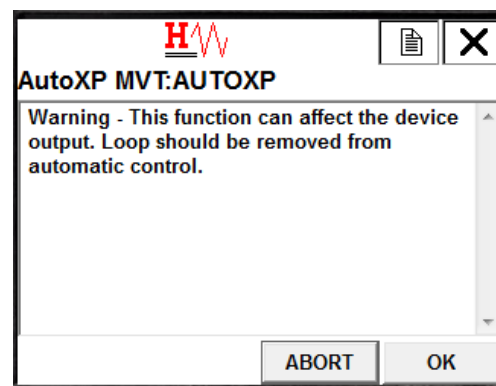 H
AutoXP MVT:AUTOXP
Warning - This function can affect the device
output. Loop should be removed from
automatic control.
ABORT OK